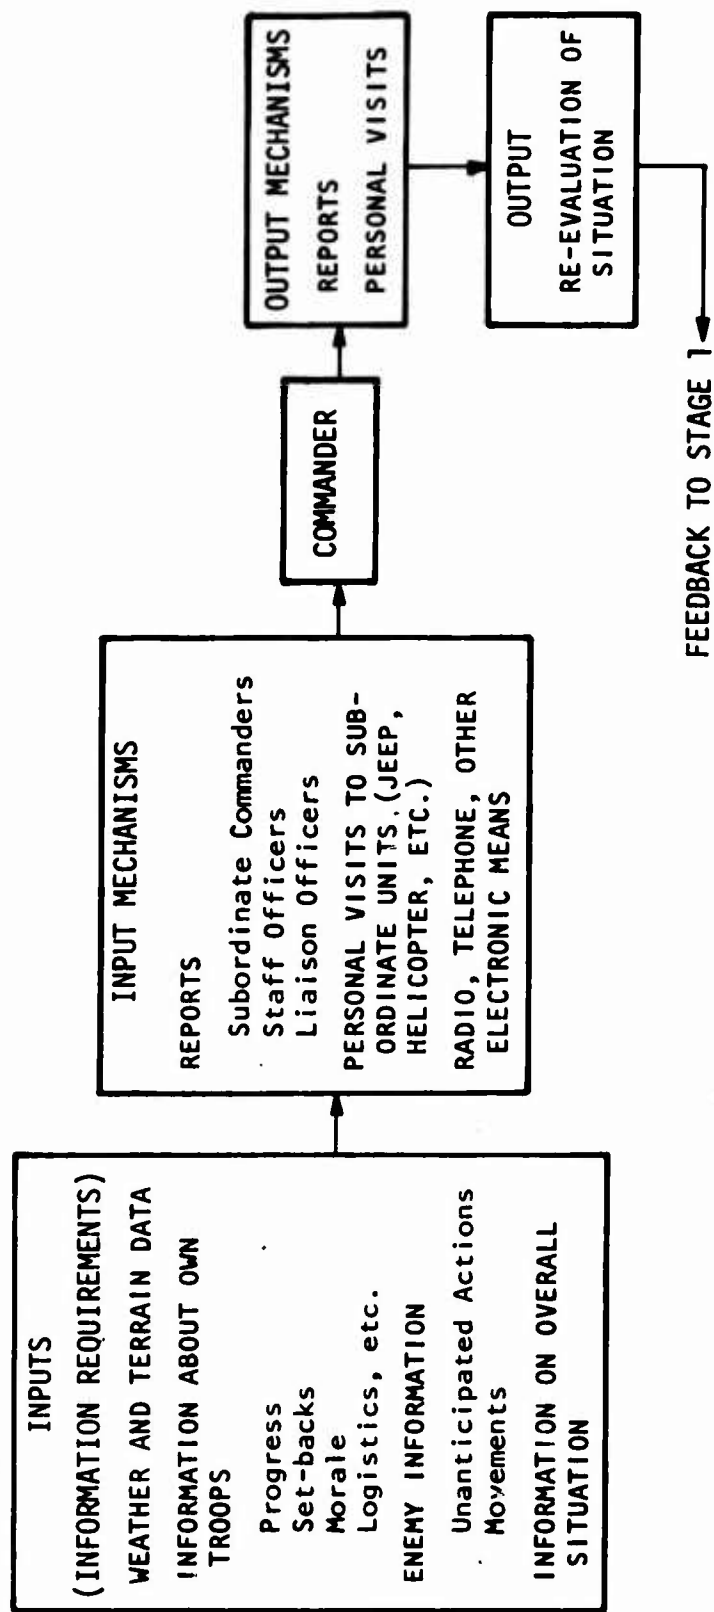 INPUTS
(INFORMATION REQUIREMENTS)
WEATHER AND TERRAIN DATA
INFORMATION ABOUT OWN
TROOPS
Progress
Set-backs
Morale
Logistics, etc.
ENEMY INFORMATION
Unanticipated Actions
Movements
INFORMATION ON OVERALL
SITUATION
INPUT MECHANISMS
REPORTS
Subordinate Commanders
Staff Officers
Liaison Officers
PERSONAL VISITS TO SUB-
ORDINATE UNITS (JEEP,
HELICOPTER, ETC.)
RADIO, TELEPHONE, OTHER
ELECTRONIC MEANS
COMMANDER
OUTPUT MECHANISMS
REPORTS
PERSONAL VISITS
OUTPUT
RE-EVALUATION OF
SITUATION
FEEDBACK TO STAGE 1